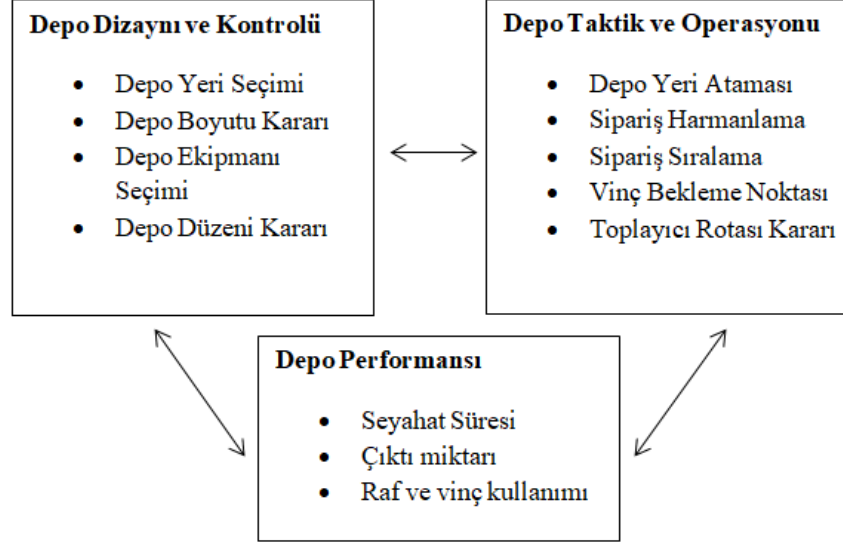 Depo Dizaynı ve Kontrolü
• Depo Yeri Seçimi
• Depo Boyutu Kararı
• Depo Ekipmanı
Seçimi
• Depo Düzeni Kararı
Depo Taktik ve Operasyonu
• Depo Yeri Ataması
• Sipariş Harmanlama
• Sipariş Sıralama
• Vinç Bekleme Noktası
• Toplayıcı Rotası Kararı
Depo Performansı
• Seyahat Süresi
• Çıktı miktarı
• Raf ve vinç kullanımı